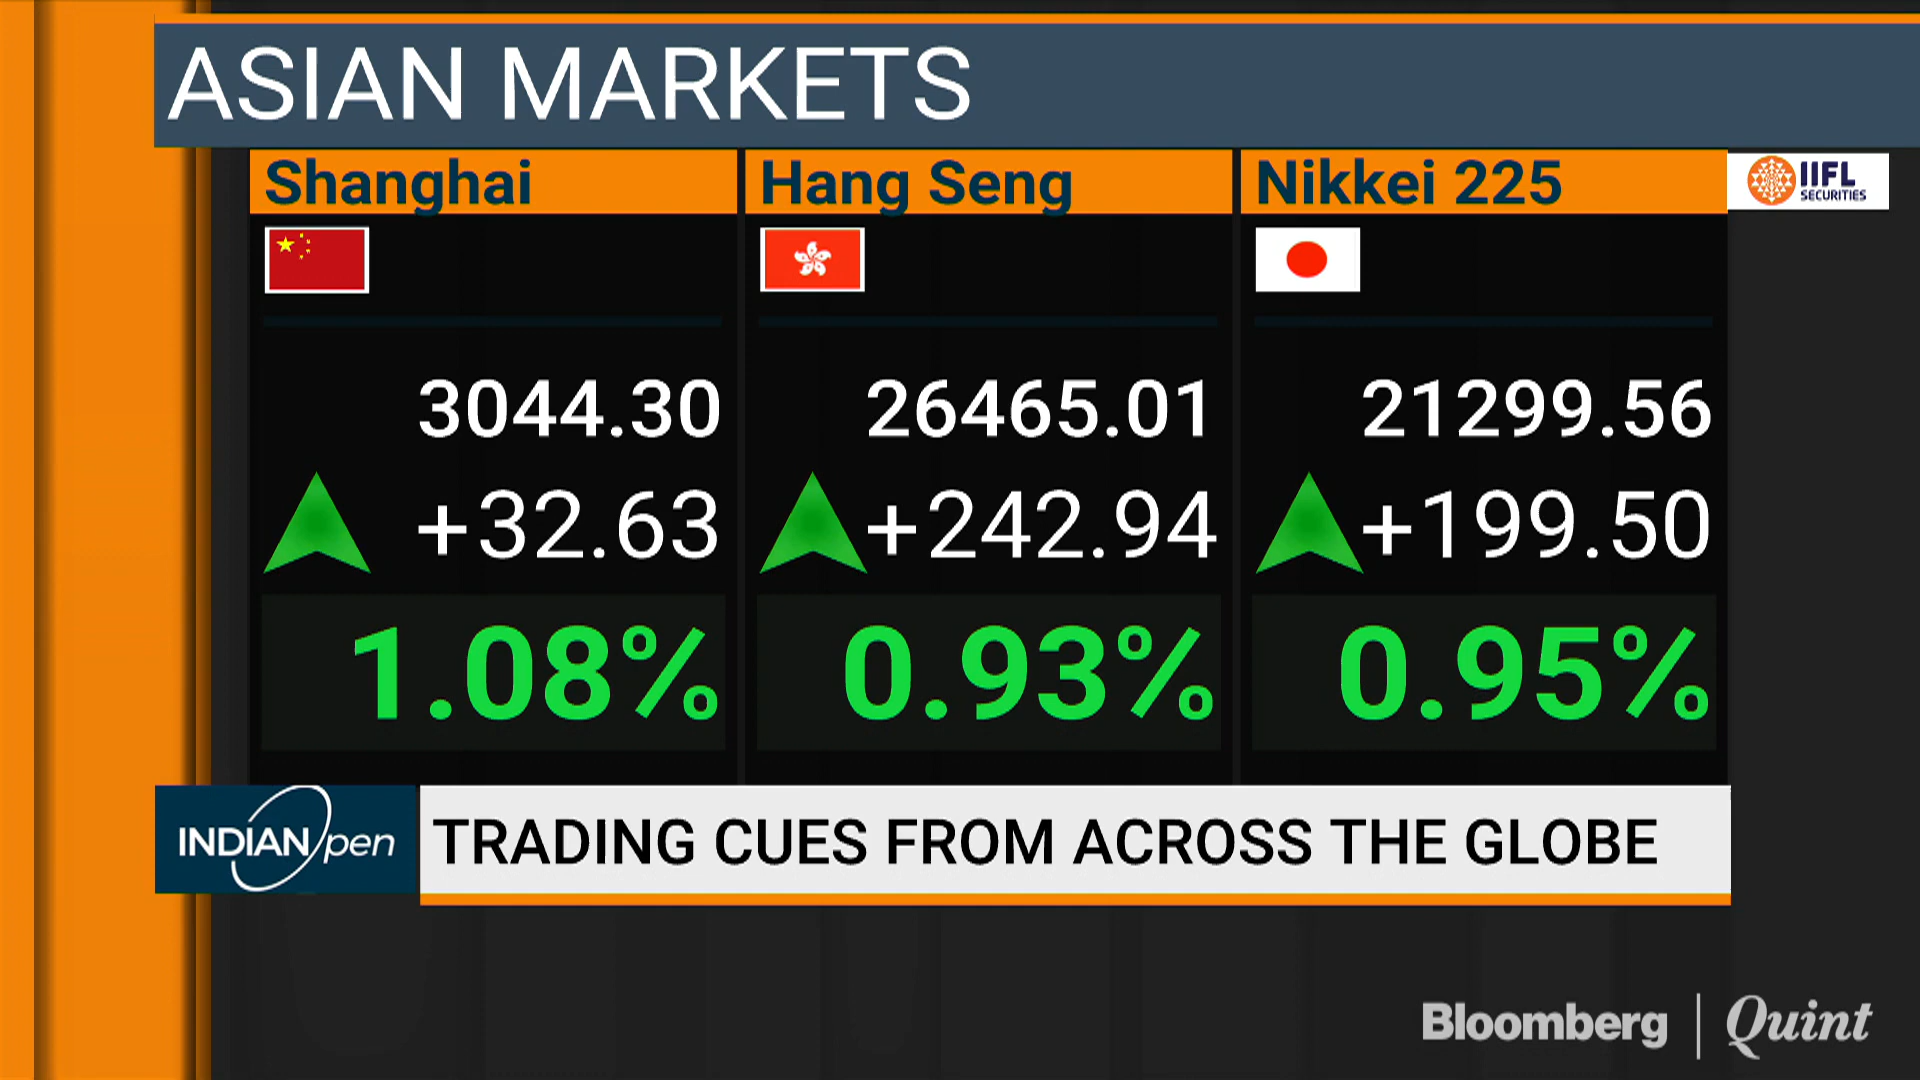 ASIAN MARKETS
Shanghai
Hang Seng
Nikkei 225
IIFL
SECURITIES
3044.30
26465.01
21299.56
+32.63
+242.94
+199.50
1.08%
0.93%
0.95%
INDIAN Open
TRADING CUES FROM ACROSS THE GLOBE
Bloomberg | Quint